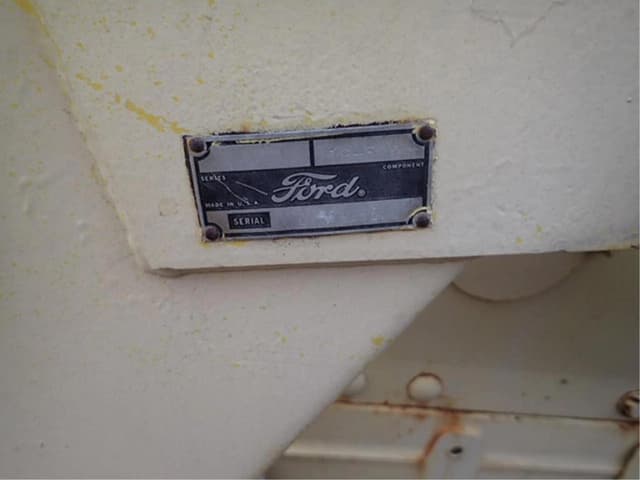 SERIES COMPONENT
Ford®
MADE IN U.S.A.
SERIAL